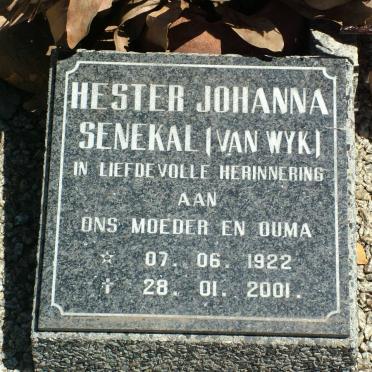 HESTER JOHANNA
SENEKAL (VAN WYK)
IN LIEFDEVOLLE HERINNERING
AAN
ONS MOEDER EN OUMA
☆ 07. 06. 1922
† 28. 01. 2001.